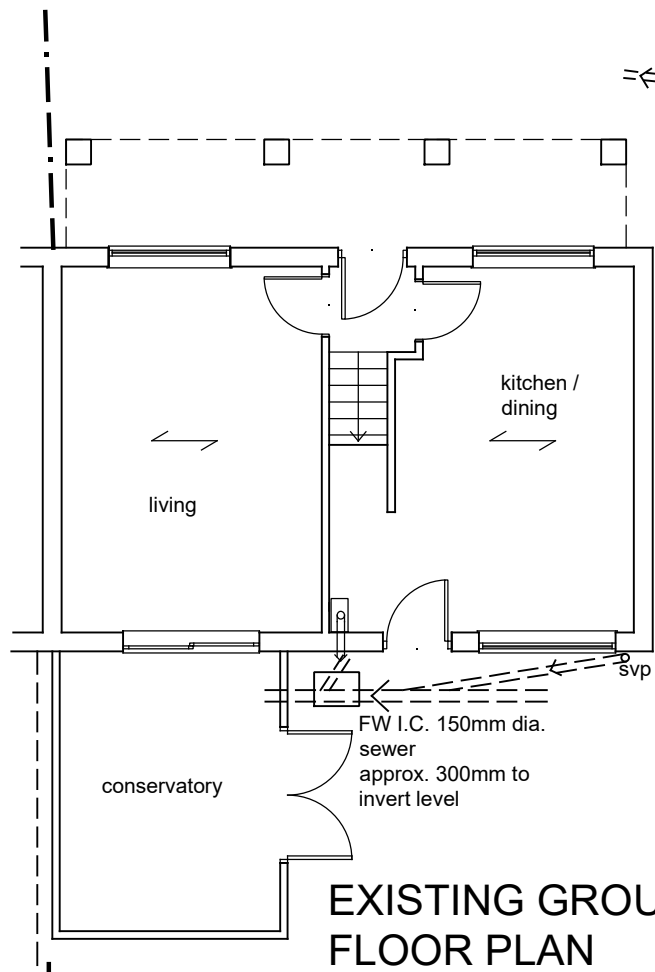 kitchen /
dining
living
svp
FW I.C. 150mm dia.
sewer
approx. 300mm to
invert level
conservatory
EXISTING GROU
FLOOR PLAN